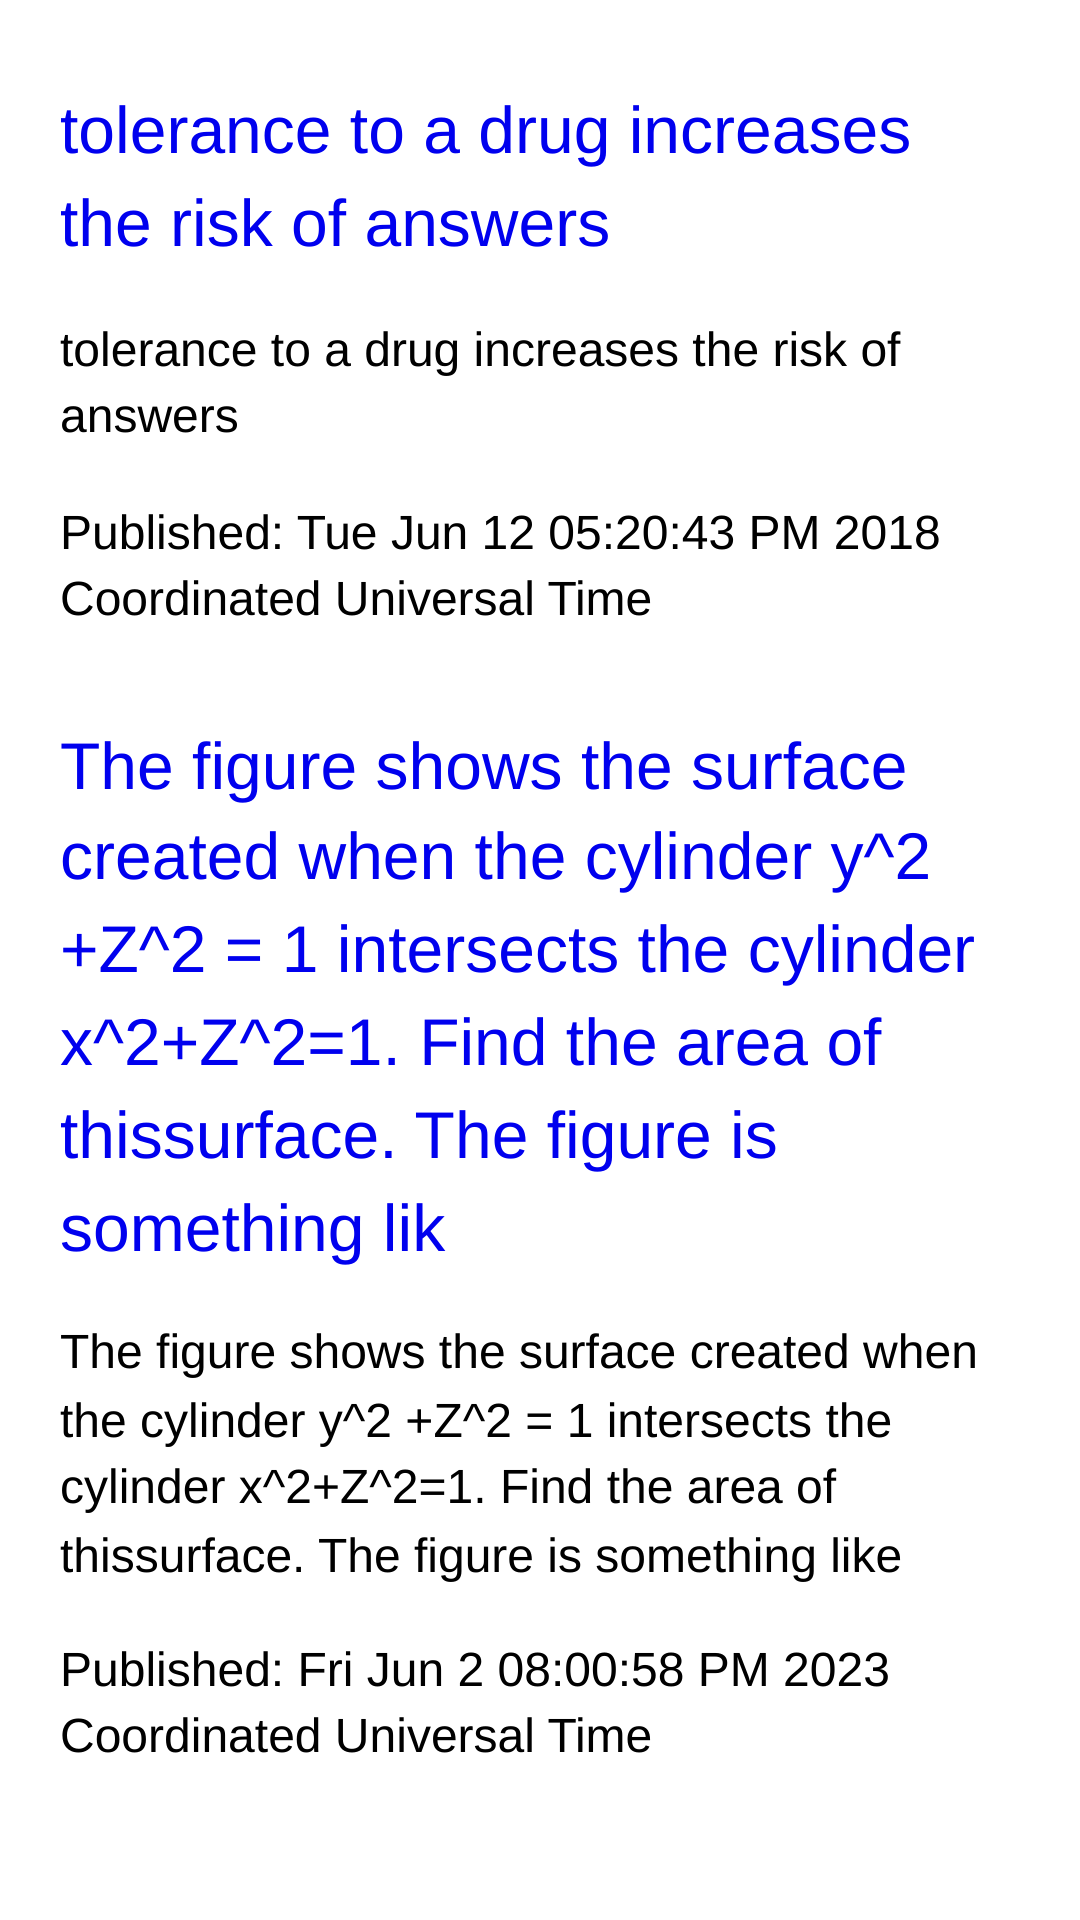 tolerance to a drug increases
the risk of answers
tolerance to a drug increases the risk of
answers
Published: Tue Jun 12 05:20:43 PM 2018
Coordinated Universal Time
The figure shows the surface
created when the cylinder y^2
+Z^2 = 1 intersects the cylinder
x^2+Z^2=1. Find the area of
thissurface. The figure is
something lik
The figure shows the surface created when
the cylinder y^2 +Z^2 = 1 intersects the
cylinder x^2+Z^2=1. Find the area of
thissurface. The figure is something like
Published: Fri Jun 2 08:00:58 PM 2023
Coordinated Universal Time